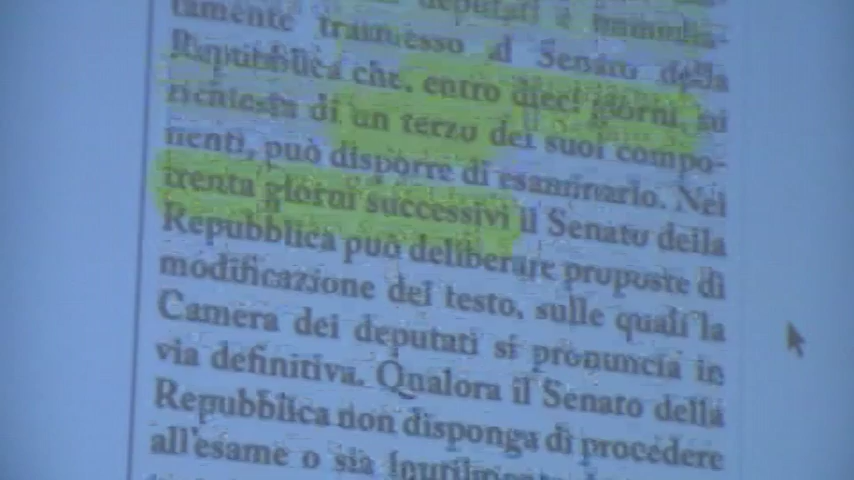 deputati è immedia-
tamente trasmesso al Senato della
Repubblica che, entro dieci giorni, su
richiesta di un terzo dei suoi compo-
nenti, può disporre di esaminarlo. Nei
trenta giorni successivi il Senato della
Repubblica può deliberare proposte di
modificazione del testo, sulle quali la
Camera dei deputati si pronuncia in
via definitiva. Qualora il Senato della
Repubblica non disponga di procedere
all'esame o sia inutilmente